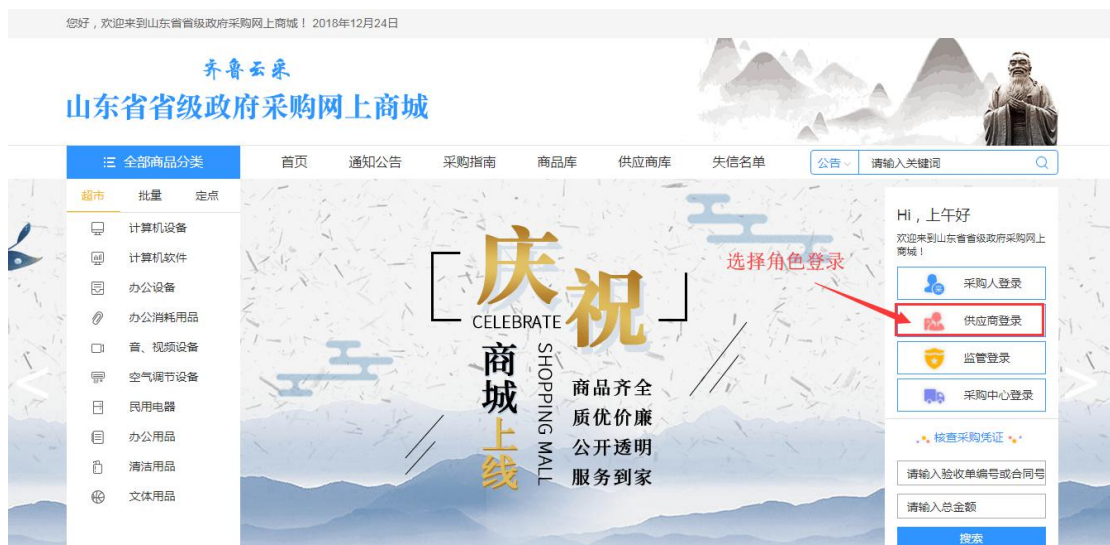 您好，欢迎来到山东省省级政府采购网上商城！ 2018年12月24日
齐鲁云采
山东省省级政府采购网上商城
全部商品分类 首页 通知公告 采购指南 商品库 供应商库 失信名单 公告 请输入关键词
超市 批量 定点
计算机设备
计算机软件
办公设备
办公消耗用品
音、视频设备
空气调节设备
民用电器
办公用品
清洁用品
文体用品
庆祝
CELEBRATE
商城上线
SHOPPING MALL
商品齐全
质优价廉
公开透明
服务到家
选择角色登录
Hi，上午好
欢迎来到山东省省级政府采购网上
商城！
采购人登录
供应商登录
监管登录
采购中心登录
核查采购凭证
请输入验收单编号或合同号
请输入总金额
搜索